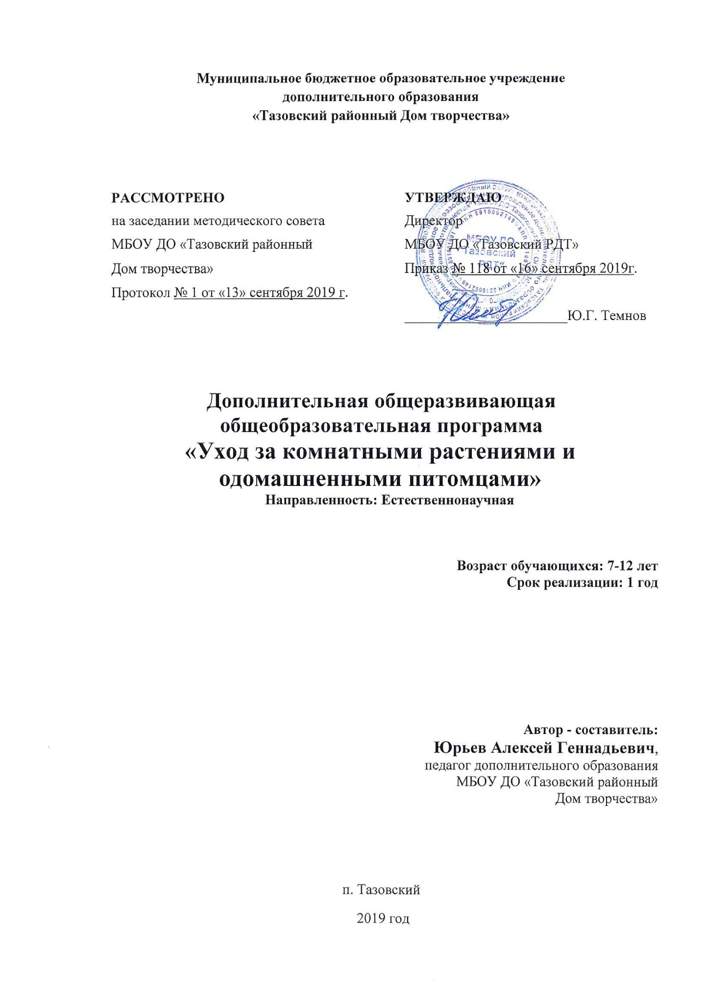 Муниципальное бюджетное образовательное учреждение
дополнительного образования
«Тазовский районный Дом творчества»
РАССМОТРЕНО
на заседании методического совета
МБОУ ДО «Тазовский районный
Дом творчества»
Протокол № 1 от «13» сентября 2019 г.
УТВЕРЖДАЮ
Директор
МБОУ ДО «Тазовский РДТ»
Приказ № 118 от «16» сентября 2019г.
Ю.Г. Темнов
МБОУ ДО
"Тазовский
РДТ"
Дополнительная общеразвивающая
общеобразовательная программа
«Уход за комнатными растениями и
одомашненными питомцами»
Направленность: Естественнонаучная
Возраст обучающихся: 7-12 лет
Срок реализации: 1 год
Автор - составитель:
Юрьев Алексей Геннадьевич,
педагог дополнительного образования
МБОУ ДО «Тазовский районный
Дом творчества»
п. Тазовский
2019 год